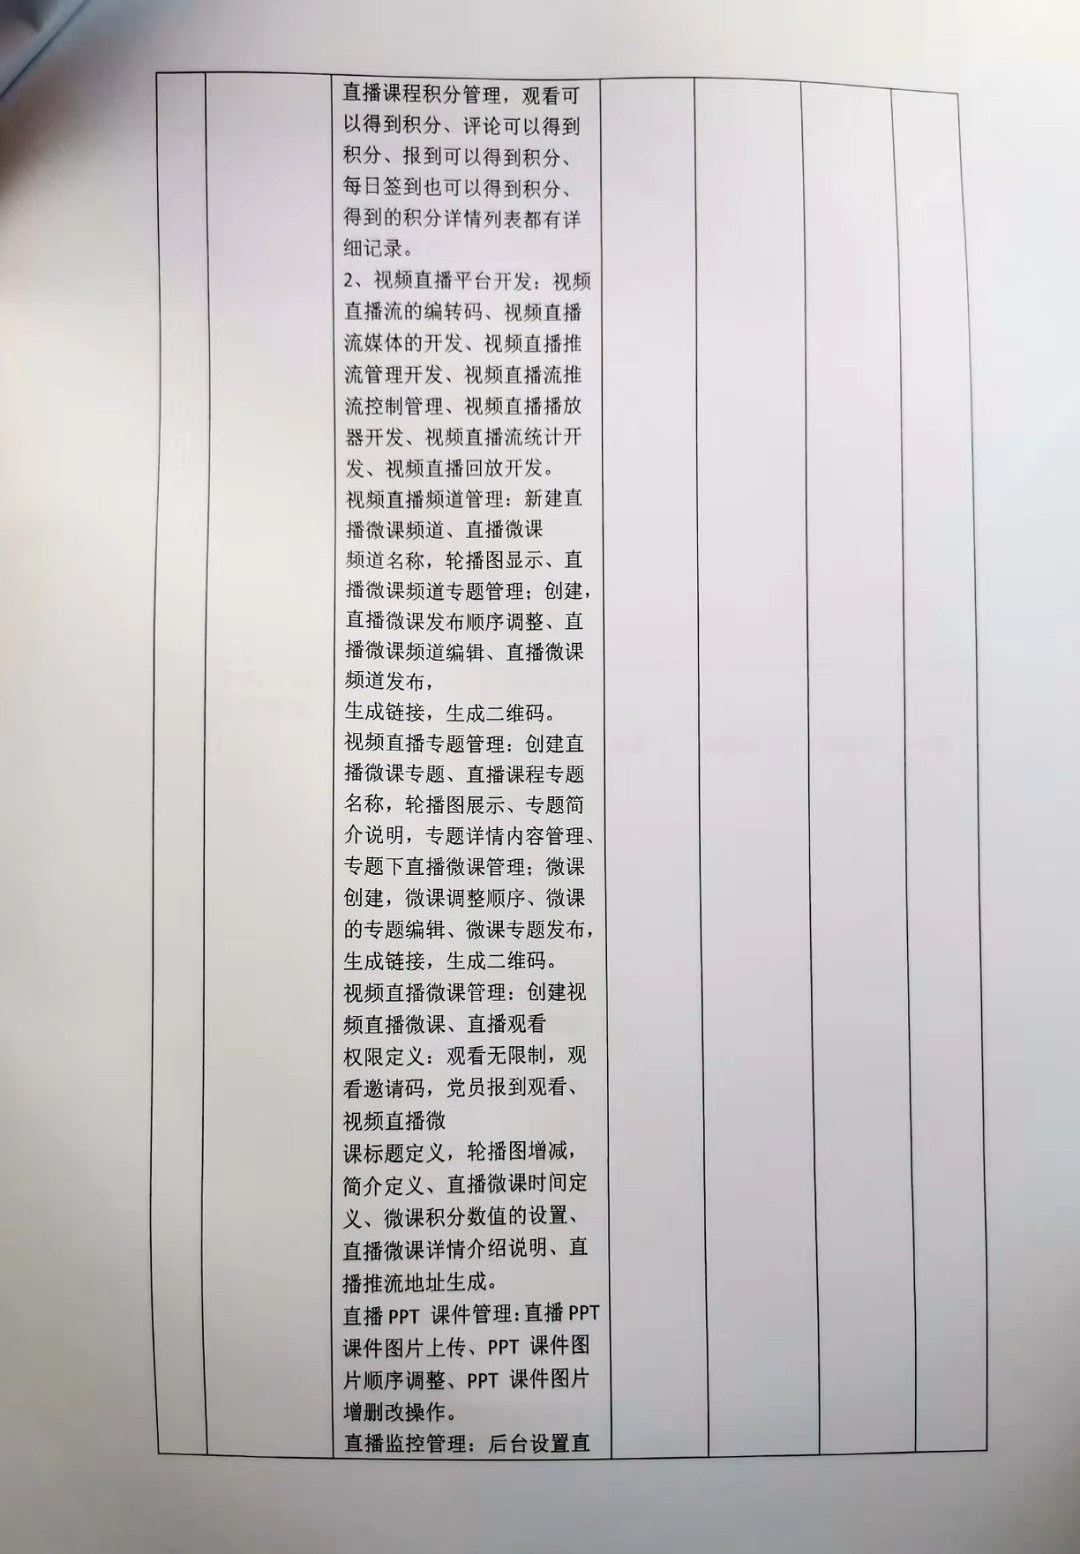 直播课程积分管理，观看可
以得到积分、评论可以得到
积分、报到可以得到积分、
每日签到也可以得到积分、
得到的积分详情列表都有详
细记录。
2、视频直播平台开发：视频
直播流的编转码、视频直播
流媒体的开发、视频直播推
流管理开发、视频直播流推
流控制管理、视频直播播放
器开发、视频直播流统计开
发、视频直播回放开发。
视频直播频道管理：新建直
播微课频道、直播微课
频道名称，轮播图显示、直
播微课频道专题管理；创建，
直播微课发布顺序调整、直
播微课频道编辑、直播微课
频道发布，
生成链接，生成二维码。
视频直播专题管理：创建直
播微课专题、直播课程专题
名称，轮播图展示、专题简
介说明，专题详情内容管理、
专题下直播微课管理；微课
创建，微课调整顺序、微课
的专题编辑、微课专题发布，
生成链接，生成二维码。
视频直播微课管理：创建视
频直播微课、直播观看
权限定义：观看无限制，观
看邀请码，党员报到观看、
视频直播微
课标题定义，轮播图增减，
简介定义、直播微课时间定
义、微课积分数值的设置、
直播微课详情介绍说明、直
播推流地址生成。
直播 PPT 课件管理：直播 PPT
课件图片上传、PPT 课件图
片顺序调整、PPT 课件图片
增删改操作。
直播监控管理：后台设置直